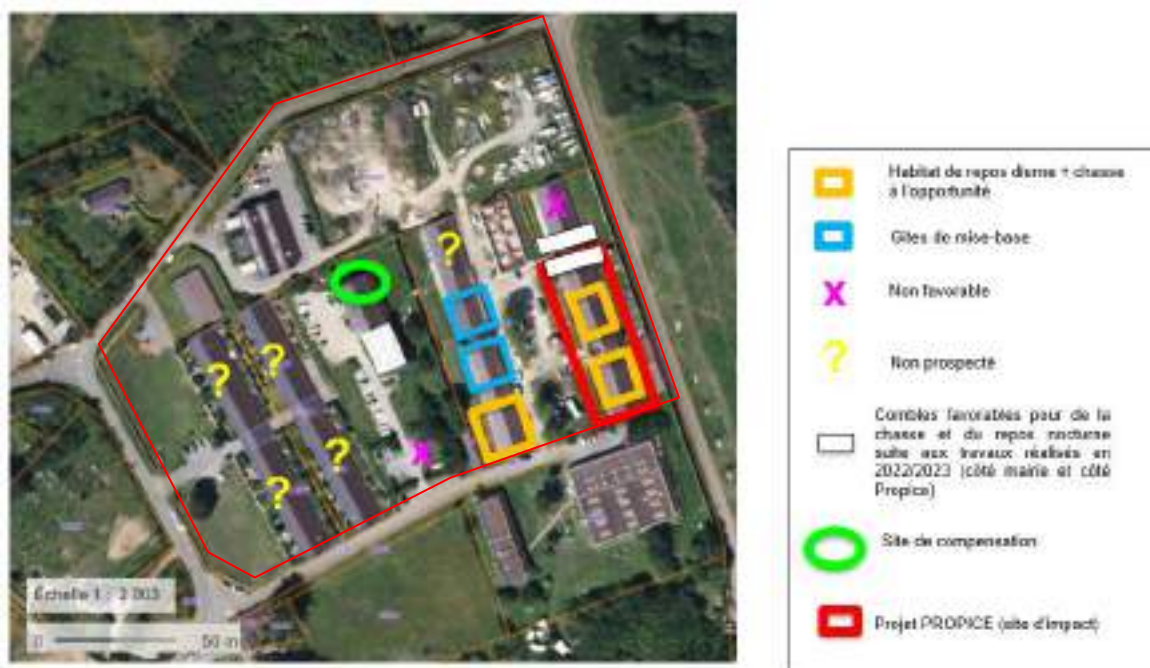 Habitat de repos diurne + chasse
à l'opportunité
Gîtes de mise-base
X
Non favorable
?
Non prospecté
Combles favorables pour de la
chasse et du repos nocturne
suite aux travaux réalisés en
2022/2023 (côté mairie et côté
Propice)
Site de compensation
Projet PROPICE (site d'impact)
X
?
?
?
?
?
X
Échelle 1 : 2 003
0 50 m